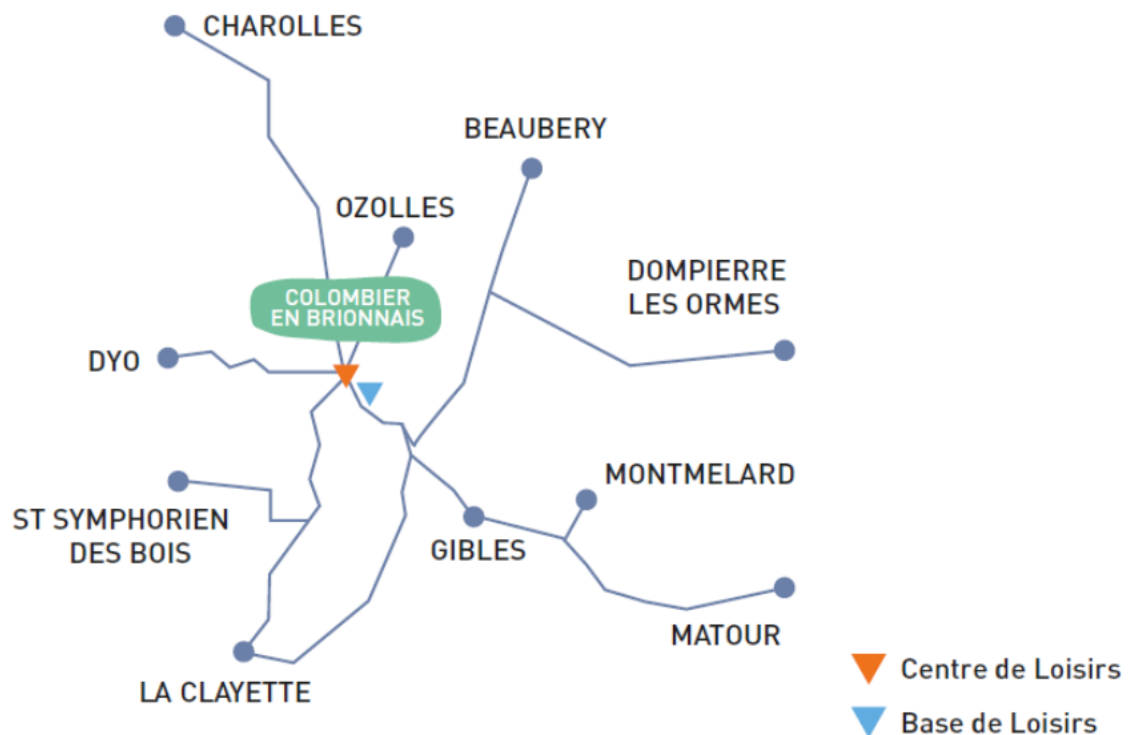 CHAROLLES
BEAUBERY
OZOLLES
DOMPIERRE
LES ORMES
COLOMBIER
EN BRIONNAIS
DYO
MONTMELARD
ST SYMPHORIEN
DES BOIS
GIBLES
MATOUR
LA CLAYETTE
Centre de Loisirs
Base de Loisirs